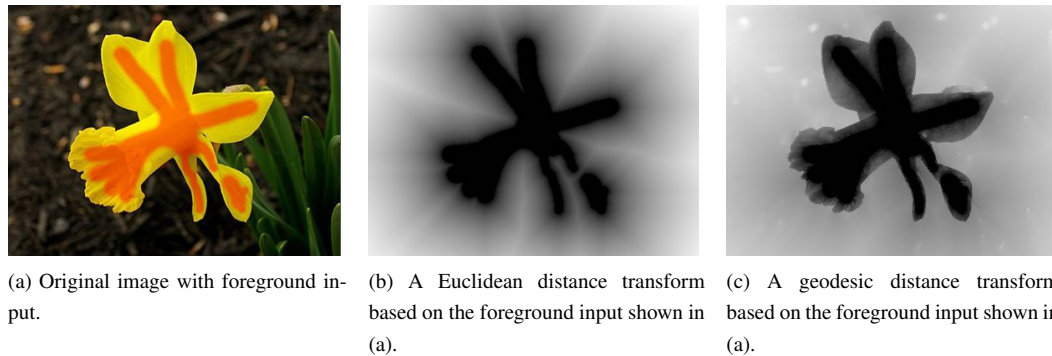 (a) Original image with foreground in-
put.
(b) A Euclidean distance transform
based on the foreground input shown in
(a).
(c) A geodesic distance transform
based on the foreground input shown in
(a).